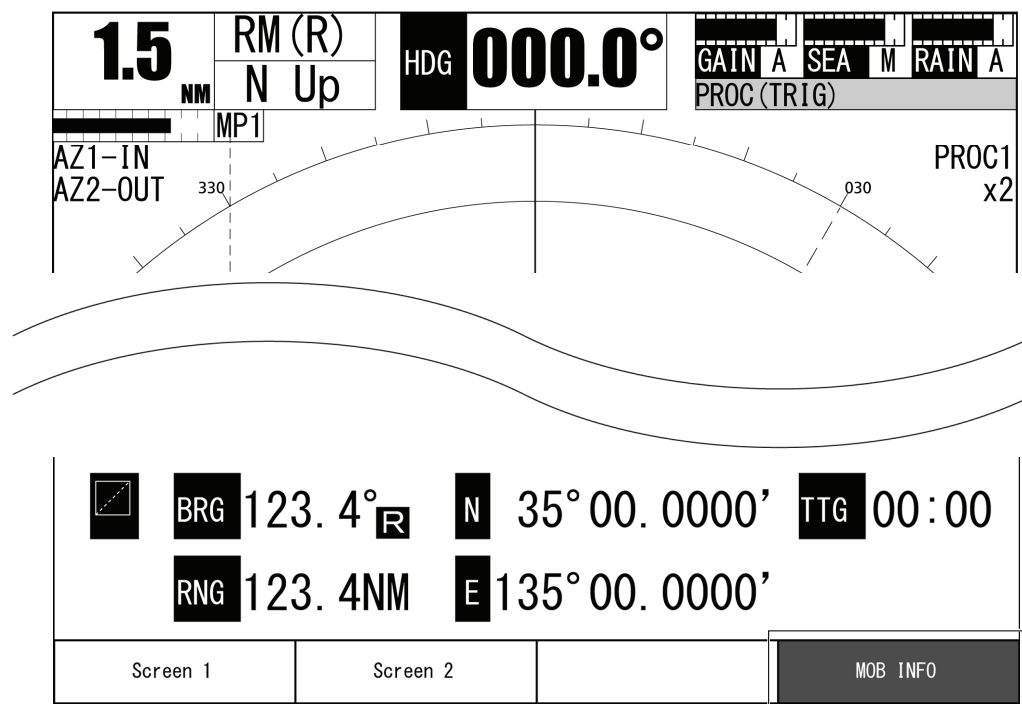 1.5 NM
RM (R)
N Up
HDG 000.0°
GAIN A SEA M RAIN A
PROC (TRIG)
MP1
AZ1-IN
AZ2-OUT
330
030
PROC1
x2
BRG 123.4° R
N 35°00.0000’
TTG 00:00
RNG 123.4NM
E 135°00.0000’
Screen 1
Screen 2
MOB INFO